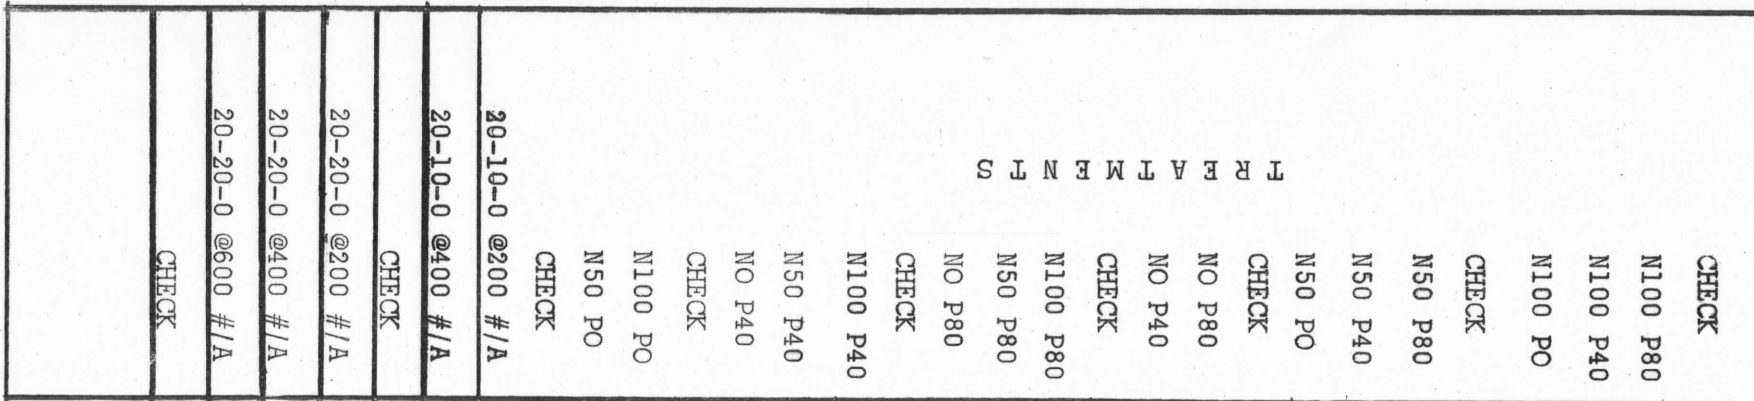 TREATMENTS
CHECK
N100 P80
N100 P40
N100 PO
CHECK
N50 P80
N50 P40
N50 PO
CHECK
NO P80
NO P40
CHECK
N100 P80
N50 P80
NO P80
CHECK
N100 P40
N50 P40
NO P40
CHECK
N100 PO
N50 PO
CHECK
20-10-0 @200 #/A
20-10-0 @400 #/A
CHECK
20-20-0 @200 #/A
20-20-0 @400 #/A
20-20-0 @600 #/A
CHECK